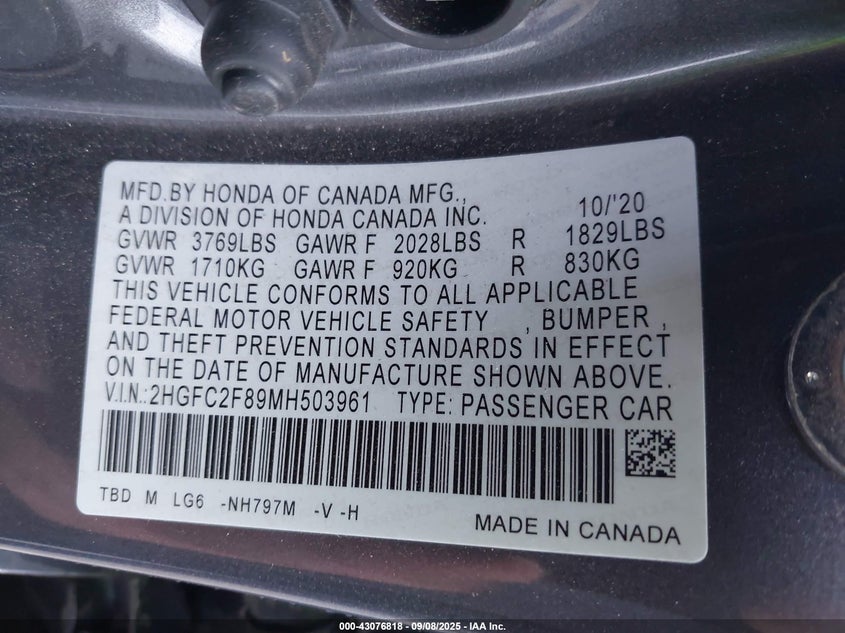 MFD.BY HONDA OF CANADA MFG.,
A DIVISION OF HONDA CANADA INC. 10/'20
GVWR 3769LBS GAWR F 2028LBS R 1829LBS
GVWR 1710KG GAWR F 920KG R 830KG
THIS VEHICLE CONFORMS TO ALL APPLICABLE
FEDERAL MOTOR VEHICLE SAFETY , BUMPER ,
AND THEFT PREVENTION STANDARDS IN EFFECT
ON THE DATE OF MANUFACTURE SHOWN ABOVE.
V.I.N.:2HGFC2F89MH503961 TYPE: PASSENGER CAR
TBD M LG6 -NH797M -V -H
MADE IN CANADA
000-43076818 - 09/08/2025 - IAA Inc.